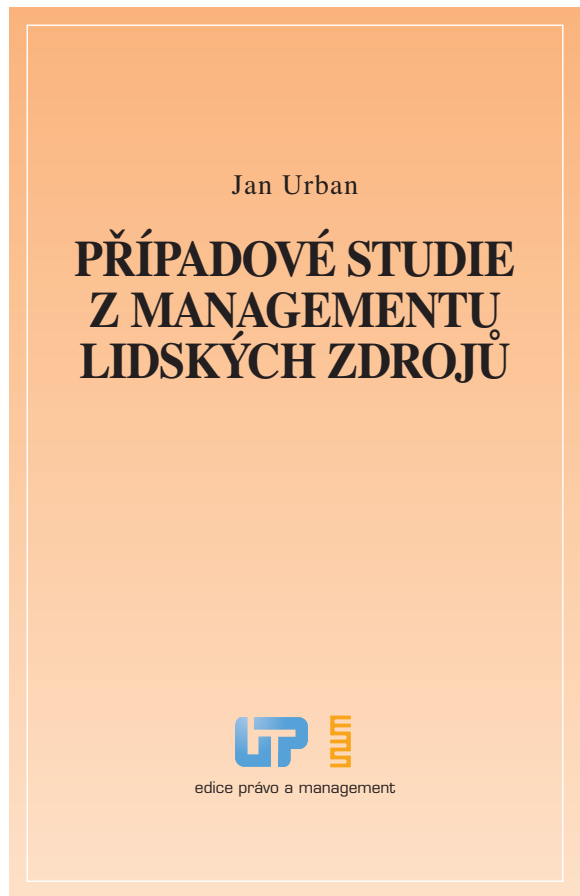 Jan Urban
PŘÍPADOVÉ STUDIE
Z MANAGEMENTU
LIDSKÝCH ZDROJŮ
edice právo a management